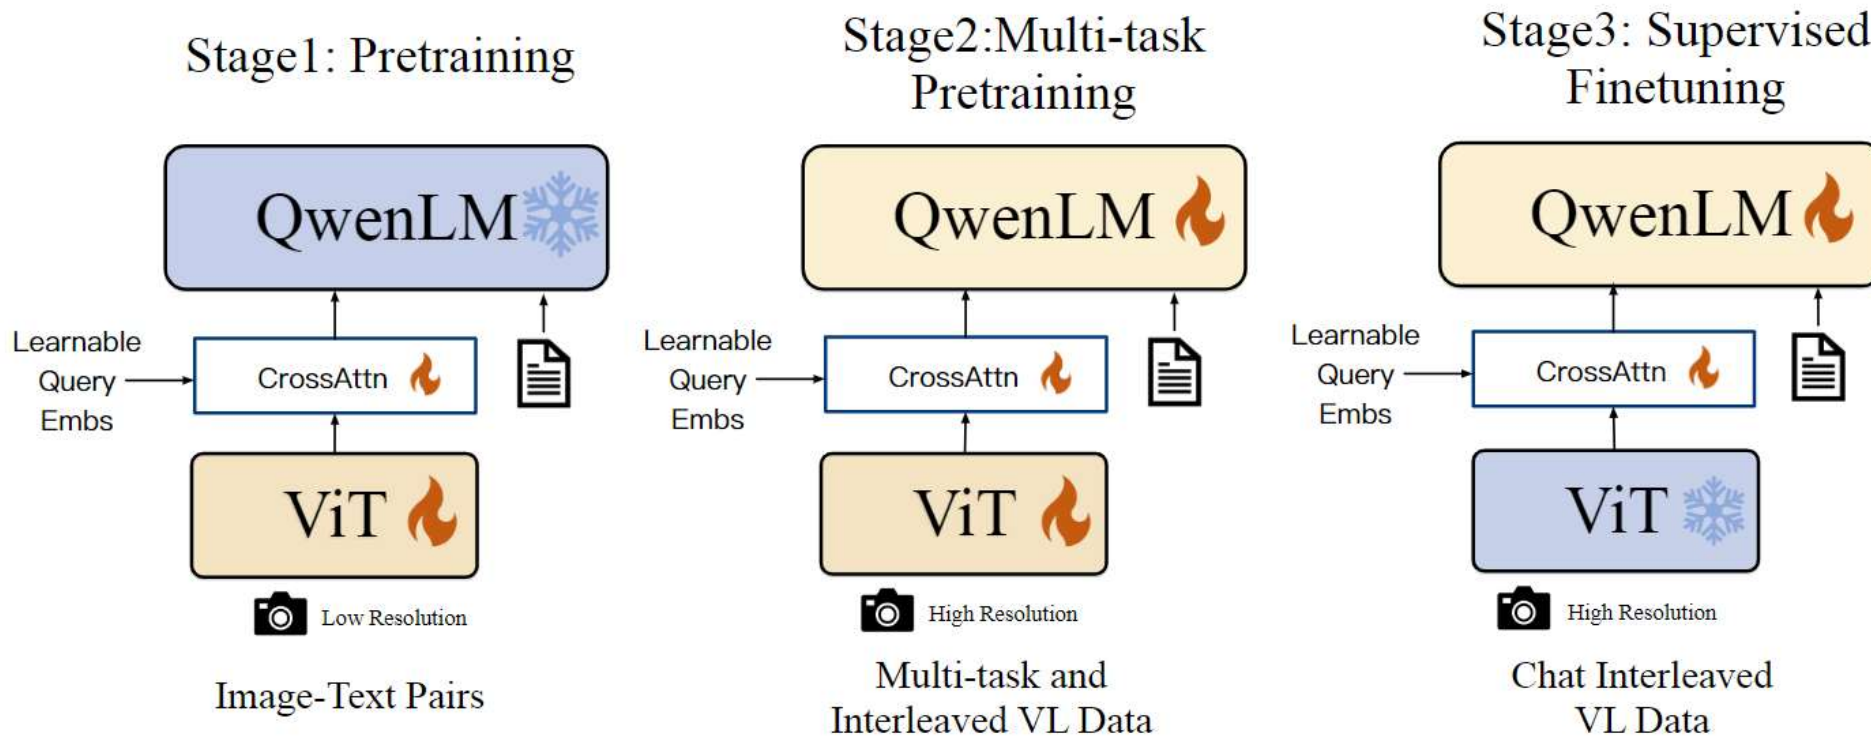 Stage1: Pretraining
QwenLM
Learnable
Query
Embs
CrossAttn
ViT
Low Resolution
Image-Text Pairs
Stage2:Multi-task
Pretraining
QwenLM
Learnable
Query
Embs
CrossAttn
ViT
High Resolution
Multi-task and
Interleaved VL Data
Stage3: Supervised
Finetuning
QwenLM
Learnable
Query
Embs
CrossAttn
ViT
High Resolution
Chat Interleaved
VL Data